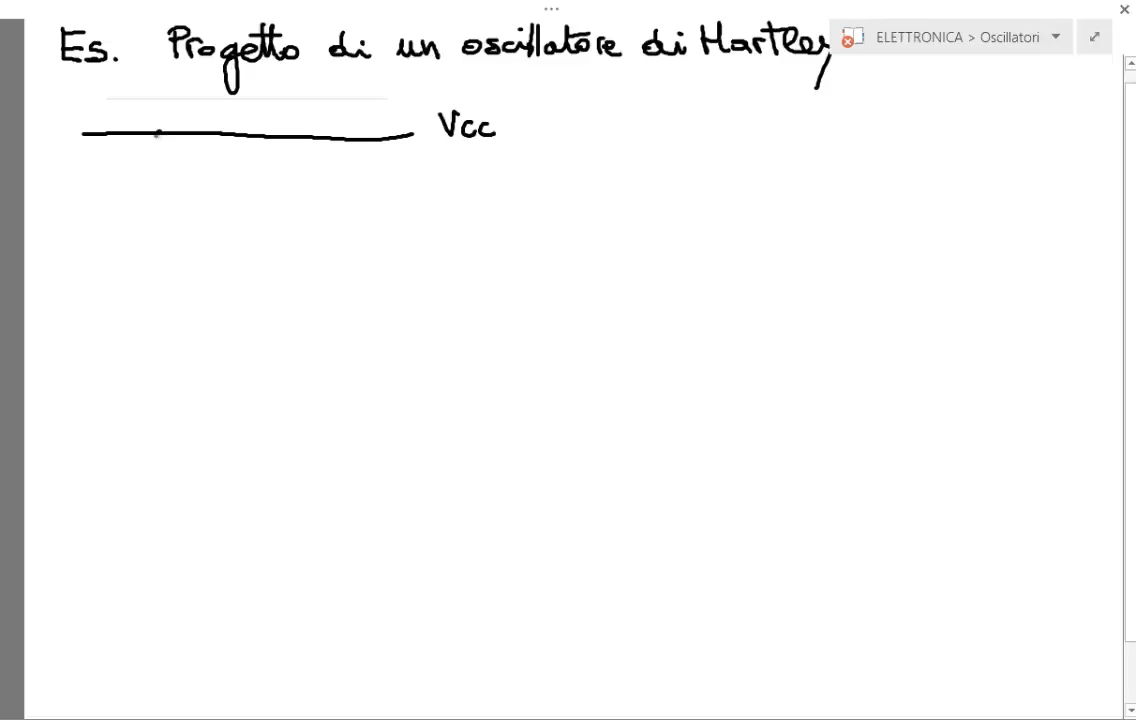 Es. Progetto di un oscillatore di Hartley
ELETTRONICA > Oscillatori
Vcc